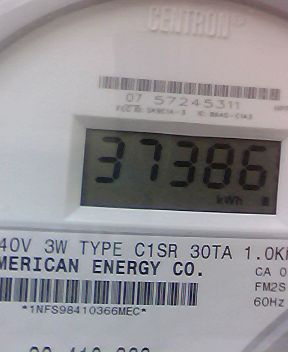 CENTRON
07 57245311
37386
kWh
40V 3W TYPE C1SR 30TA 1.0K
MERICAN ENERGY CO.
CA 0
FM2S
60Hz
*1NFS98410366MEC*